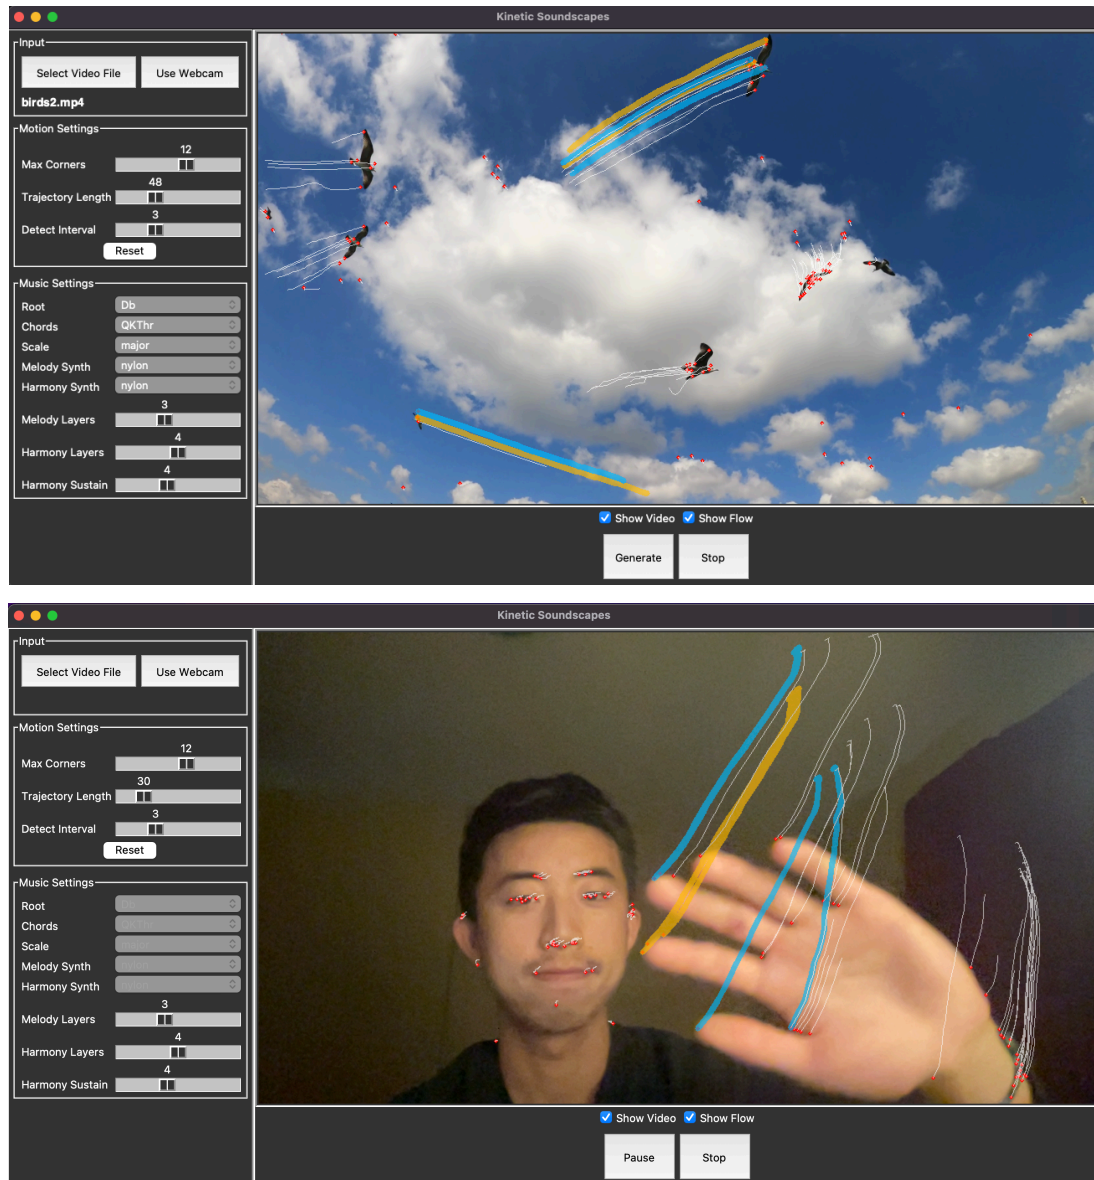 Kinetic Soundscapes
Input
Select Video File Use Webcam
birds2.mp4
Motion Settings
12
Max Corners
48
Trajectory Length
3
Detect Interval
Reset
Music Settings
Root Db
Chords QKThr
Scale major
Melody Synth nylon
Harmony Synth nylon
3
Melody Layers
4
Harmony Layers
4
Harmony Sustain
Show Video Show Flow
Generate Stop
Kinetic Soundscapes
Input
Select Video File Use Webcam
Motion Settings
12
Max Corners
30
Trajectory Length
3
Detect Interval
Reset
Music Settings
Root Db
Chords QKThr
Scale major
Melody Synth nylon
Harmony Synth nylon
3
Melody Layers
4
Harmony Layers
4
Harmony Sustain
Show Video Show Flow
Pause Stop